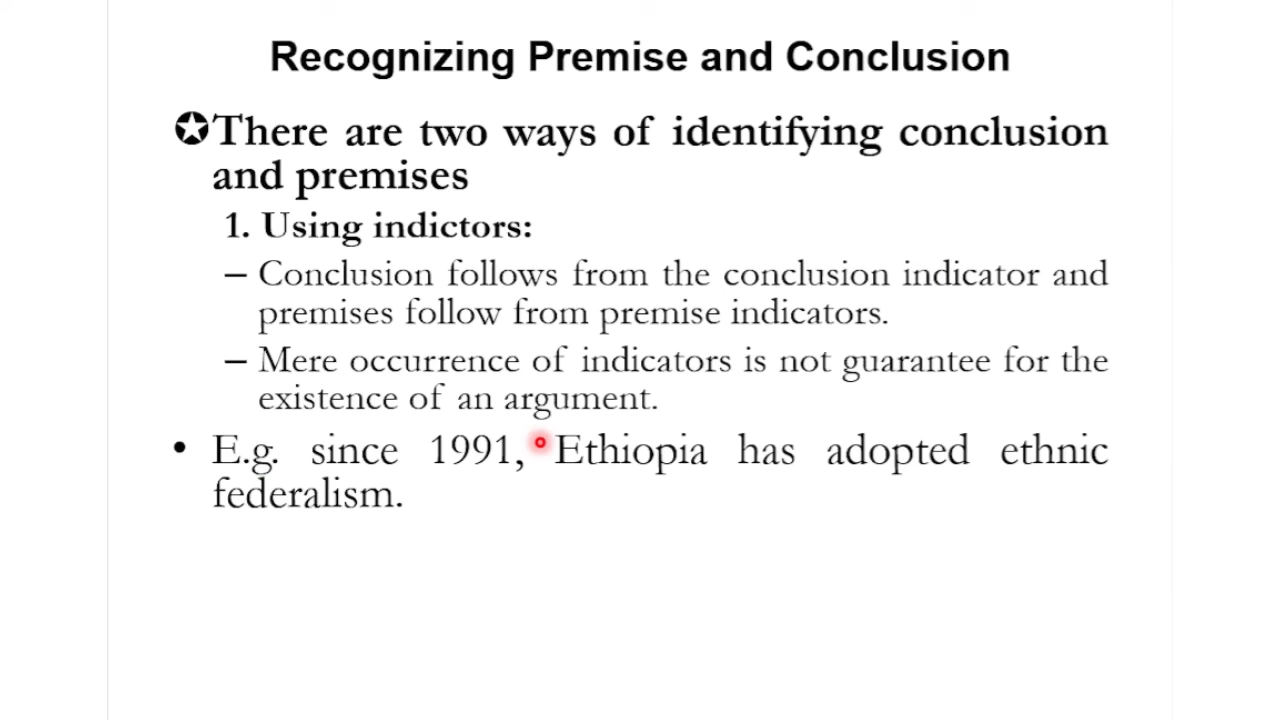 Recognizing Premise and Conclusion
✪There are two ways of identifying conclusion
and premises
1. Using indictors:
– Conclusion follows from the conclusion indicator and
premises follow from premise indicators.
– Mere occurrence of indicators is not guarantee for the
existence of an argument.
• E.g. since 1991, Ethiopia has adopted ethnic
federalism.